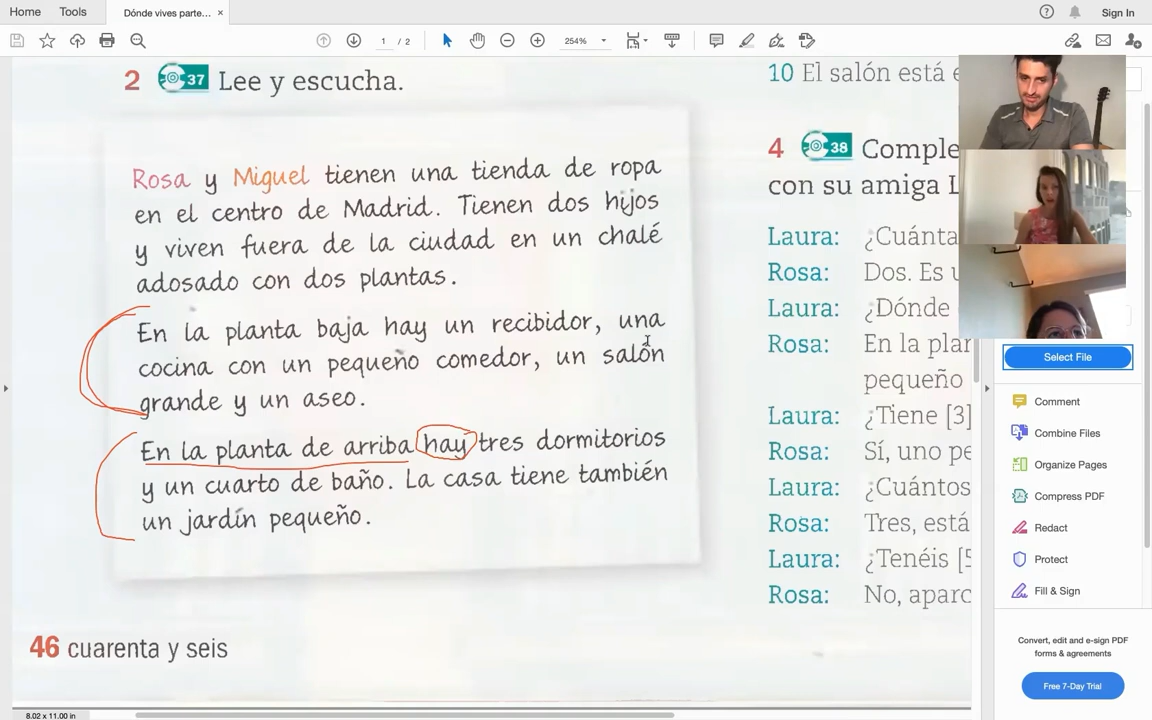 Home
Tools
Dónde vives parte... ×
Sign In
1 / 2
254%
2 37 Lee y escucha.
Rosa y Miguel tienen una tienda de ropa
en el centro de Madrid. Tienen dos hijos
y viven fuera de la ciudad en un chalé
adosado con dos plantas.
En la planta baja hay un recibidor, una
cocina con un pequeño comedor, un salón
grande y un aseo.
En la planta de arriba hay tres dormitorios
y un cuarto de baño. La casa tiene también
un jardín pequeño.
46 cuarenta y seis
10 El salón está
4 38 Comple
con su amiga L
Laura: ¿Cuánta
Rosa: Dos. Es u
Laura: ¿Dónde
Rosa: En la plan
pequeño
Laura: ¿Tiene [3]
Rosa: Sí, uno pe
Laura: ¿Cuántos
Rosa: Tres, está
Laura: ¿Tenéis [5
Rosa: No, aparc
Select File
Comment
Combine Files
Organize Pages
Compress PDF
Redact
Protect
Fill & Sign
Convert, edit and e-sign PDF
forms & agreements
Free 7-Day Trial
8.02 x 11.00 in